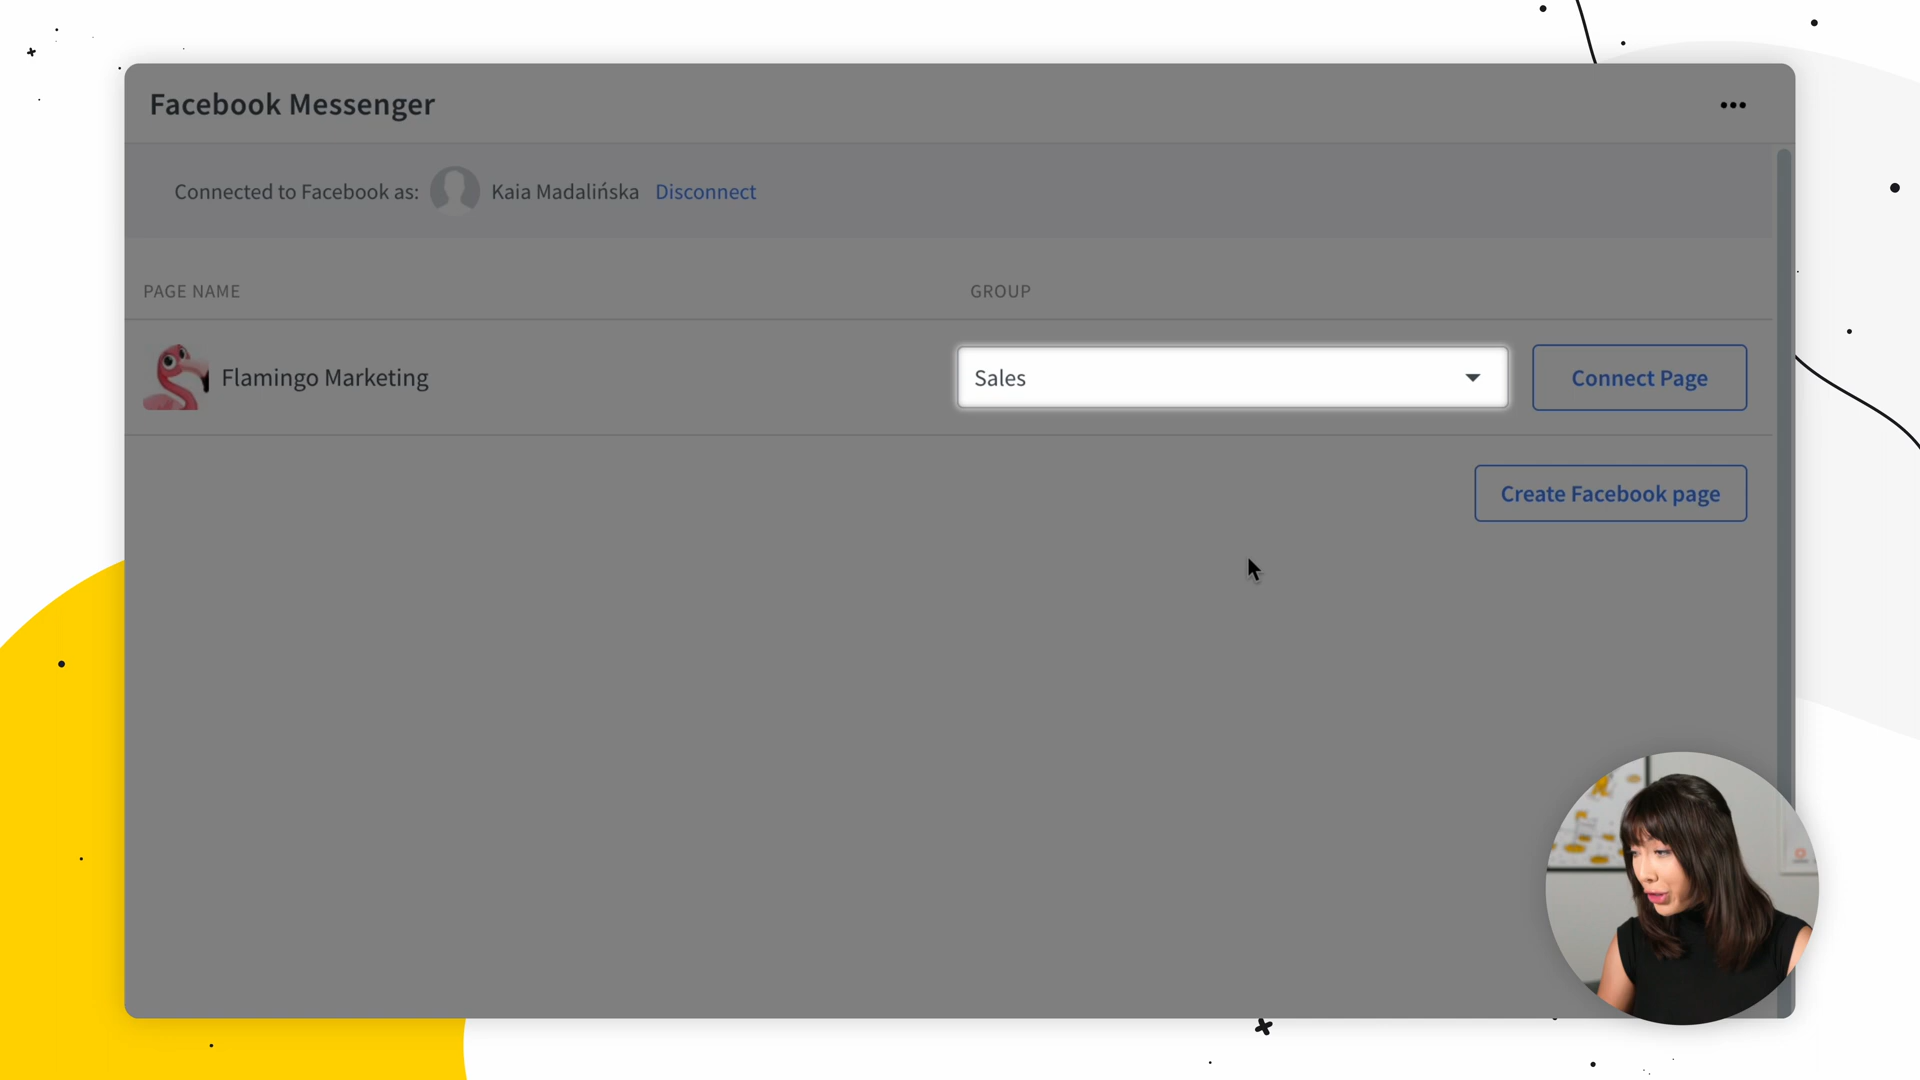 Facebook Messenger
Connected to Facebook as: Kaia Madalińska Disconnect
PAGE NAME GROUP
Flamingo Marketing Sales Connect Page
Create Facebook page